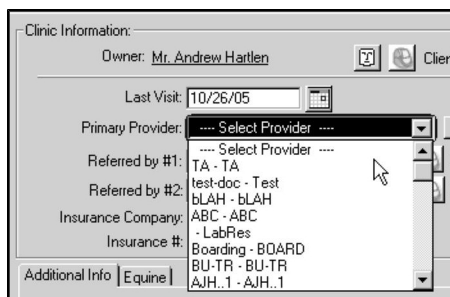 Clinic Information:
Owner: Mr. Andrew Hartlen
Clien
Last Visit: 10/26/05
Primary Provider: ---- Select Provider ----
---- Select Provider ----
TA - TA
Referred by #1:
test-doc - Test
Referred by #2:
bLAH - bLAH
Insurance Company:
ABC - ABC
- LabRes
Insurance #:
Boarding - BOARD
BU-TR - BU-TR
Additional Info Equine
AJH..1 - AJH..1